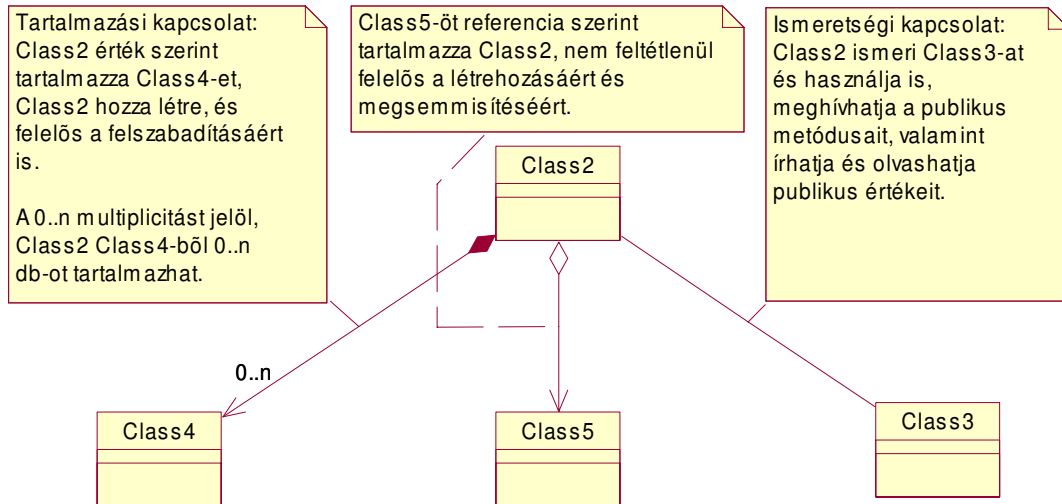 Tartalmazási kapcsolat:
Class2 érték szerint
tartalmazza Class4-et,
Class2 hozza létre, és
felelõs a felszabadításáért
is.
A 0..n multiplicitást jelöl,
Class2 Class4-bõl 0..n
db-ot tartalmazhat.
Class5-öt referencia szerint
tartalmazza Class2, nem feltétlenül
felelõs a létrehozásáért és
megsemmisítéséért.
Ismeretségi kapcsolat:
Class2 ismeri Class3-at
és használja is,
meghívhatja a publikus
metódusait, valamint
írhatja és olvashatja
publikus értékeit.
Class2
0..n
Class4
Class5
Class3